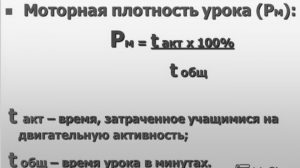 ▪ Моторная плотность урока (Рм):
Рм = t акт х 100%
t общ
t акт – время, затраченное учащимися на
двигательную активность;
t общ – время урока в минутах.